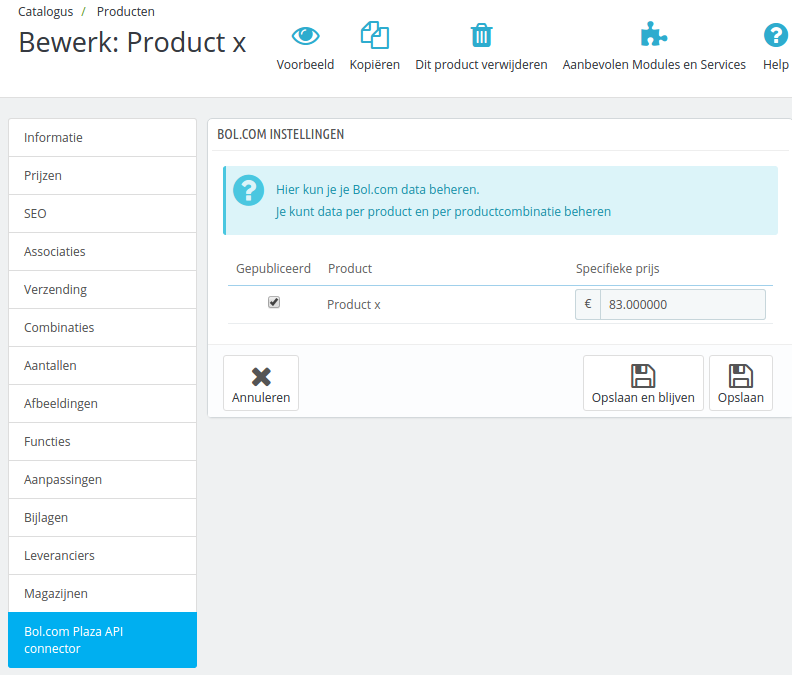 Catalogus / Producten
Bewerk: Product x
Voorbeeld
Kopiëren
Dit product verwijderen
Aanbevolen Modules en Services
Help
Informatie
Prijzen
SEO
Associaties
Verzending
Combinaties
Aantallen
Afbeeldingen
Functies
Aanpassingen
Bijlagen
Leveranciers
Magazijnen
Bol.com Plaza API
connector
BOL.COM INSTELLINGEN
Hier kun je je Bol.com data beheren.
Je kunt data per product en per productcombinatie beheren
Gepubliceerd Product Specifieke prijs
Product x € 83.000000
Annuleren
Opslaan en blijven
Opslaan